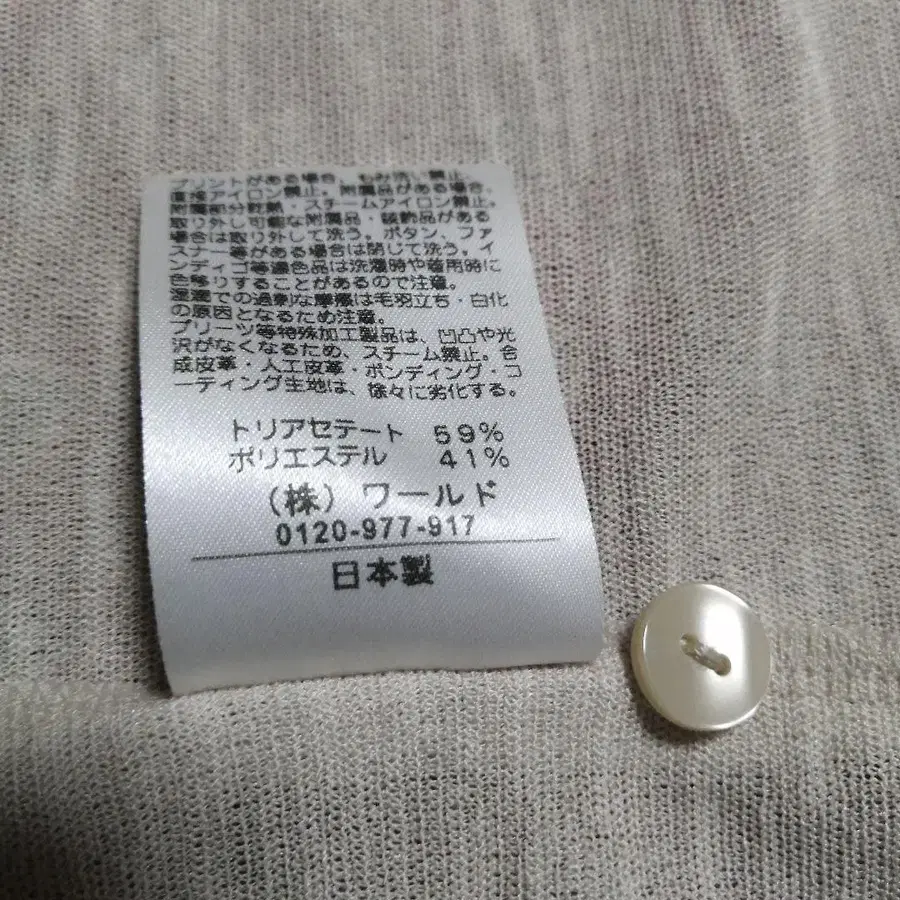 プリントがある場合、もみ洗い禁止、
直接アイロン禁止。附属品がある場合、
附属部分乾熱・スチームアイロン禁止。
取り外し可能な附属品・装飾品がある
場合は取り外して洗う。ボタン、ファ
スナー等がある場合は閉じて洗う。イ
ンディゴ等濃色品は洗濯時や着用時に
色移りすることがあるので注意。
湿潤での過剰な摩擦は毛羽立ち・白化
の原因となるため注意。
プリーツ等特殊加工製品は、凹凸や光
沢がなくなるため、スチーム禁止。合
成皮革・人工皮革・ボンディング・コ
ーティング生地は、徐々に劣化する。
トリアセテート 59%
ポリエステル 41%
(株)ワールド
0120-977-917
日本製